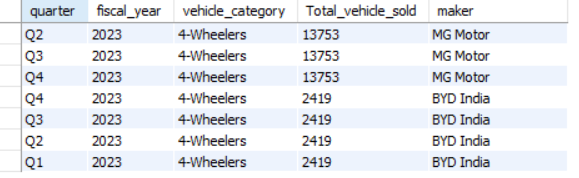 quarter fiscal_year vehicle_category Total_vehicle_sold maker
Q2 2023 4-Wheelers 13753 MG Motor
Q3 2023 4-Wheelers 13753 MG Motor
Q4 2023 4-Wheelers 13753 MG Motor
Q4 2023 4-Wheelers 2419 BYD India
Q3 2023 4-Wheelers 2419 BYD India
Q2 2023 4-Wheelers 2419 BYD India
Q1 2023 4-Wheelers 2419 BYD India